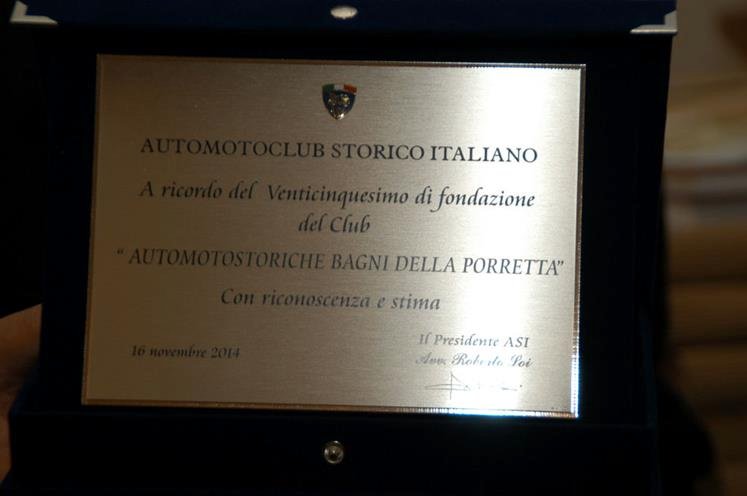 AUTOMOTOCLUB STORICO ITALIANO
A ricordo del Venticinquesimo di fondazione
del Club
“ AUTOMOTOSTORICHE BAGNI DELLA PORRETTA”
Con riconoscenza e stima
Il Presidente ASI
16 novembre 2014
Avv. Roberto Loi